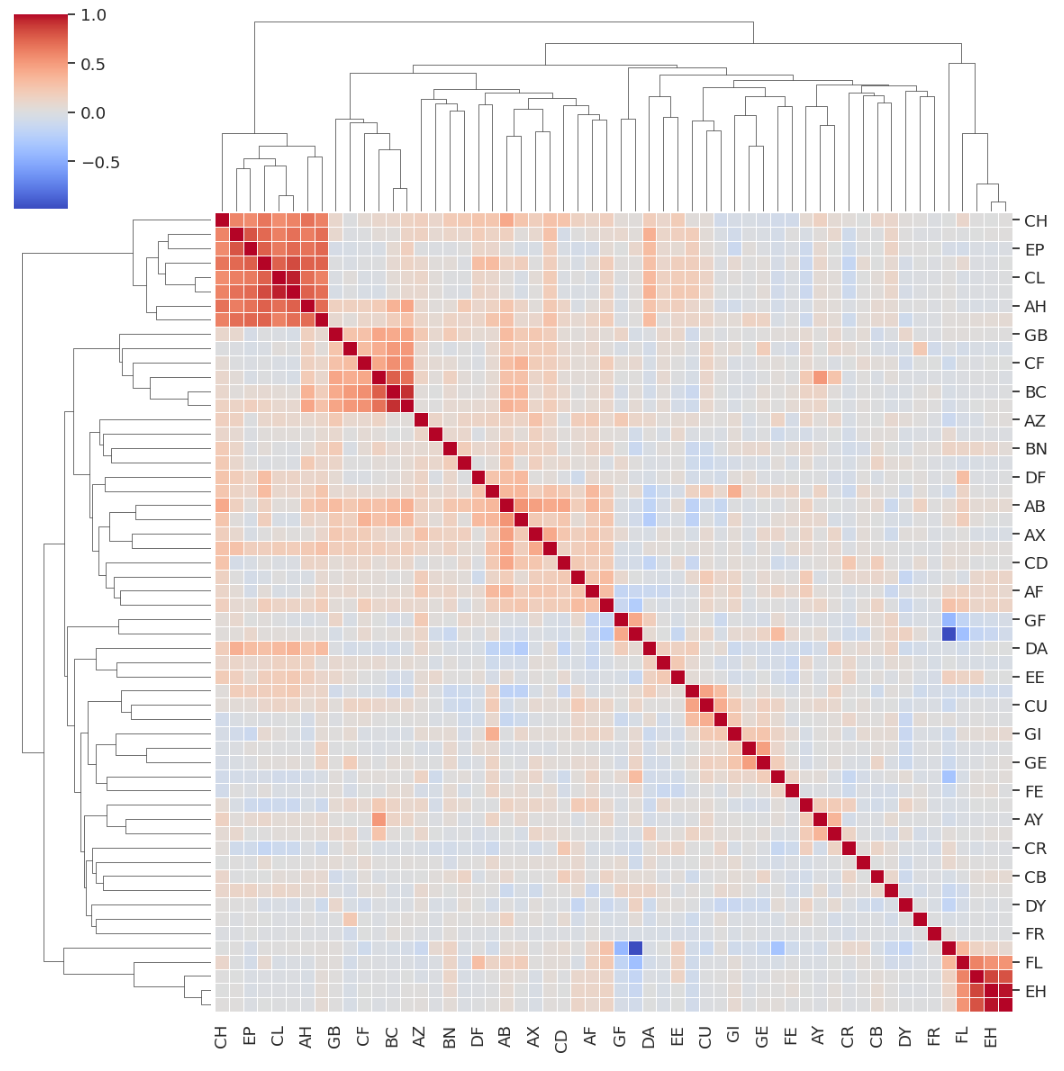 1.0
0.5
0.0
−0.5
CH
EP
CL
AH
GB
CF
BC
AZ
BN
DF
AB
AX
CD
AF
GF
DA
EE
CU
GI
GE
FE
AY
CR
CB
DY
FR
FL
EH
CH EP CL AH GB CF BC AZ BN DF AB AX CD AF GF DA EE CU GI GE FE AY CR CB DY FR FL EH